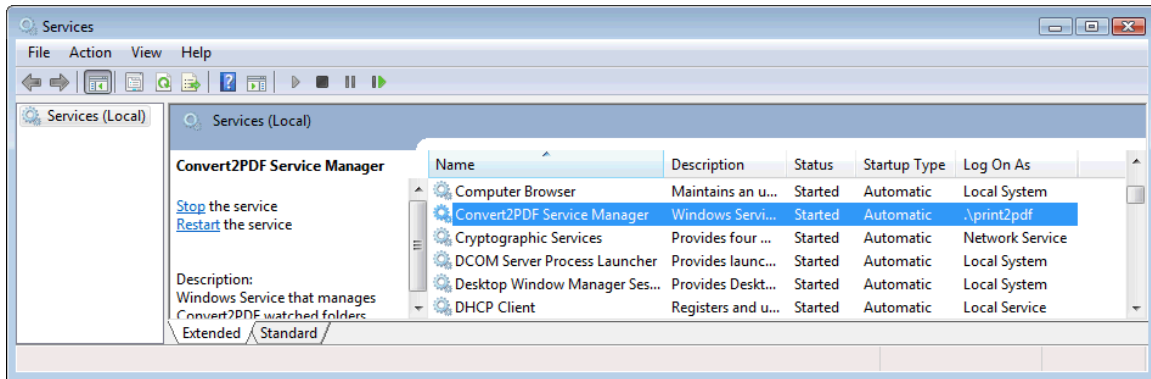 Services
File Action View Help
Services (Local)
Services (Local)
Convert2PDF Service Manager
Stop the service
Restart the service
Description:
Windows Service that manages
Convert2PDF watched folders
Name Description Status Startup Type Log On As
Computer Browser Maintains an u... Started Automatic Local System
Convert2PDF Service Manager Windows Servi... Started Automatic .\print2pdf
Cryptographic Services Provides four ... Started Automatic Network Service
DCOM Server Process Launcher Provides launc... Started Automatic Local System
Desktop Window Manager Ses... Provides Deskt... Started Automatic Local System
DHCP Client Registers and u... Started Automatic Local Service
Extended Standard